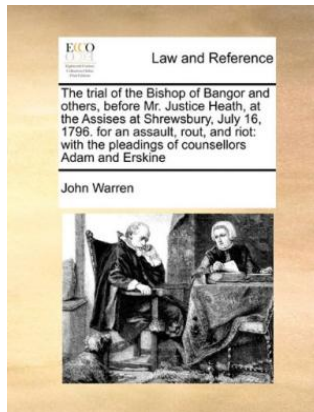 ECCO
Law and Reference
The trial of the Bishop of Bangor and
others, before Mr. Justice Heath, at
the Assises at Shrewsbury, July 16,
1796. for an assault, rout, and riot:
with the pleadings of counsellors
Adam and Erskine
John Warren